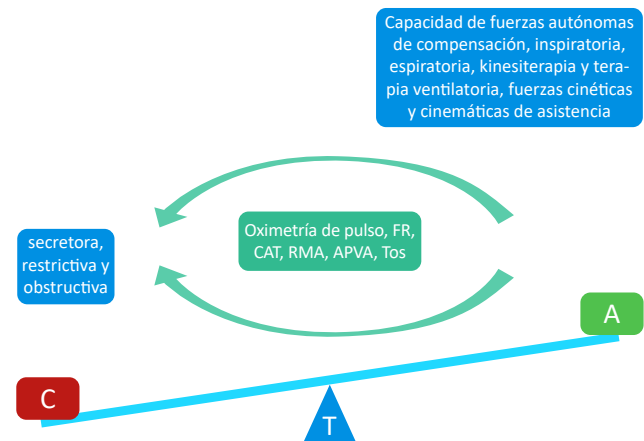 Capacidad de fuerzas autónomas
de compensación, inspiratoria,
espiratoria, kinesiterapia y tera-
pia ventilatoria, fuerzas cinéticas
y cinemáticas de asistencia
Oximetría de pulso, FR,
CAT, RMA, APVA, Tos
secretora,
restrictiva y
obstructiva
A
C
T